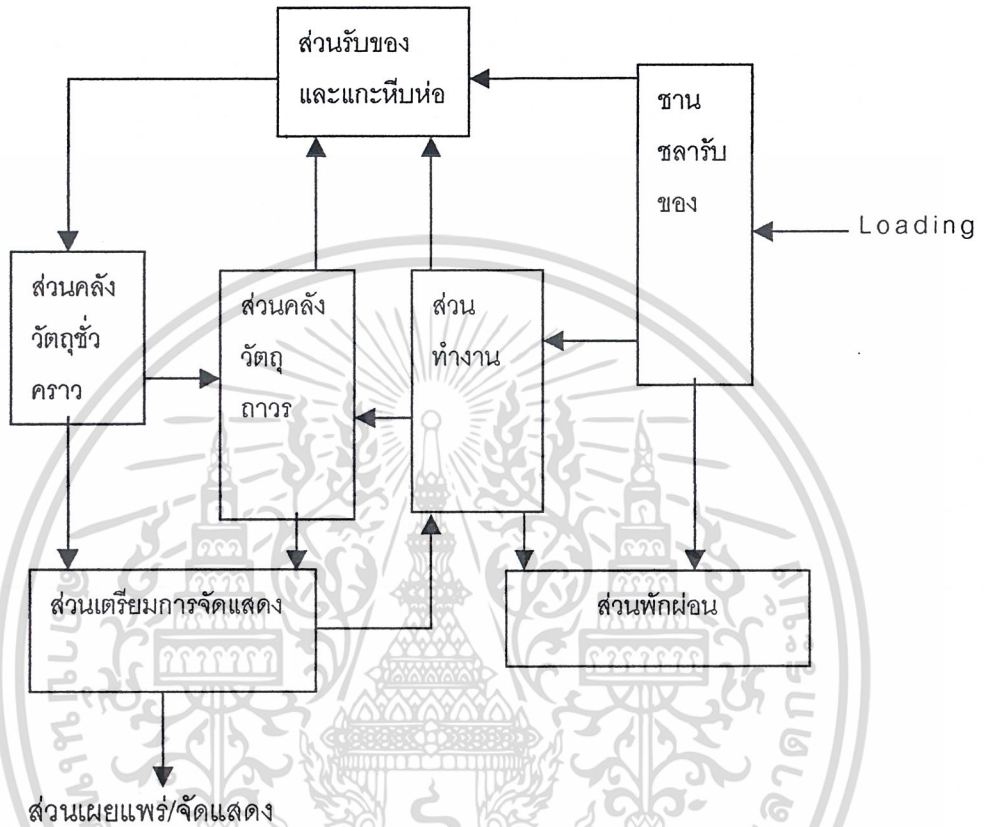 ส่วนรับของ
และแกะหีบห่อ
ชาน
ชลารับ
ของ
Loading
ส่วนคลัง
วัตถุชั่ว
คราว
ส่วนคลัง
วัตถุ
ถาวร
ส่วน
ทำงาน
ส่วนเตรียมการจัดแสดง
ส่วนพักผ่อน
ส่วนเผยแพร่/จัดแสดง